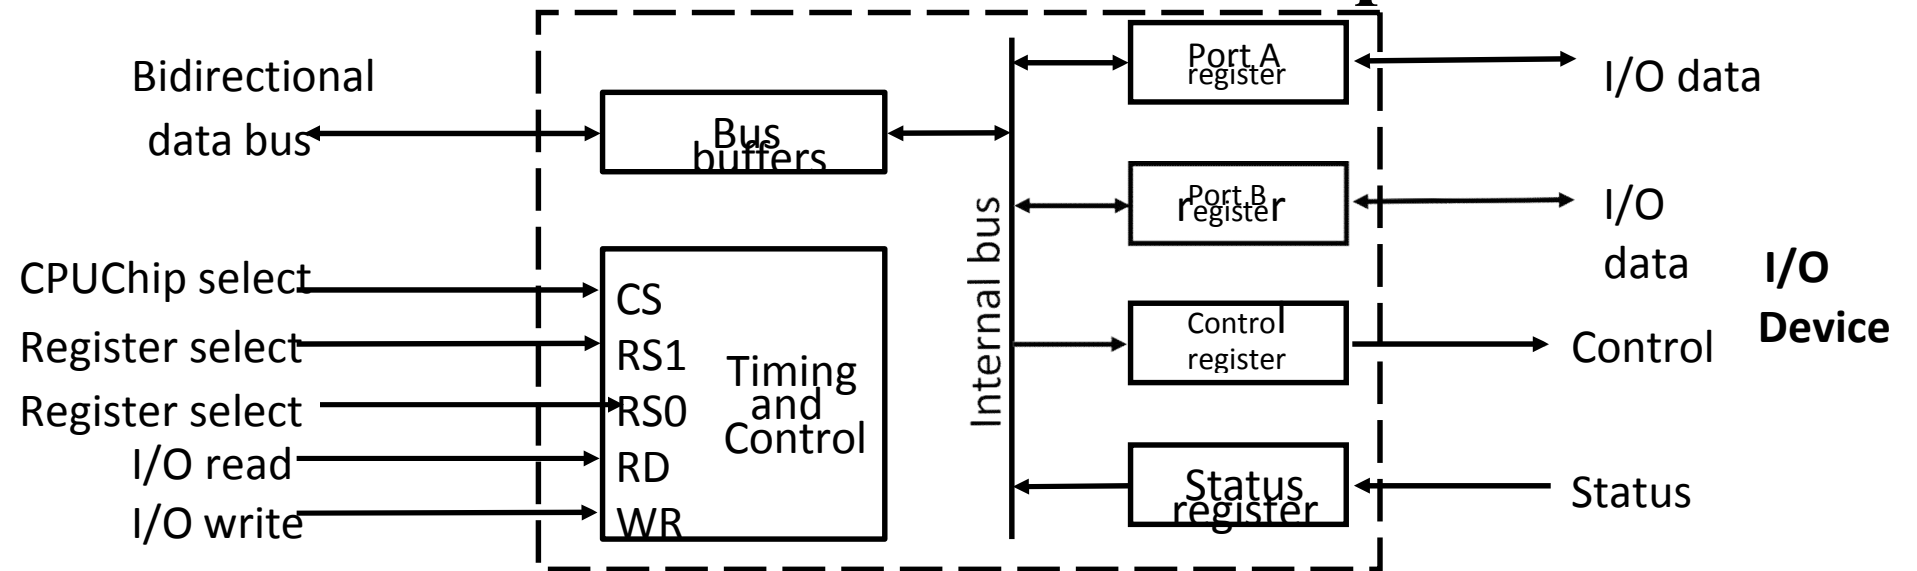 Bidirectional
data bus
Bus
buffers
Port A
register
I/O data
Port B
register
I/O
data
I/O
Device
Internal bus
CPUChip select
CS
Register select
RS1
Register select
RS0
I/O read
RD
I/O write
WR
Timing
and
Control
Control
register
Control
Status
register
Status